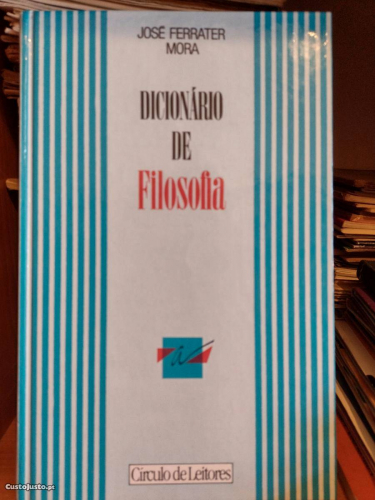 JOSÉ FERRATER
MORA
DICIONÁRIO
DE
Filosofia
Círculo de Leitores
CustoJusto.pt